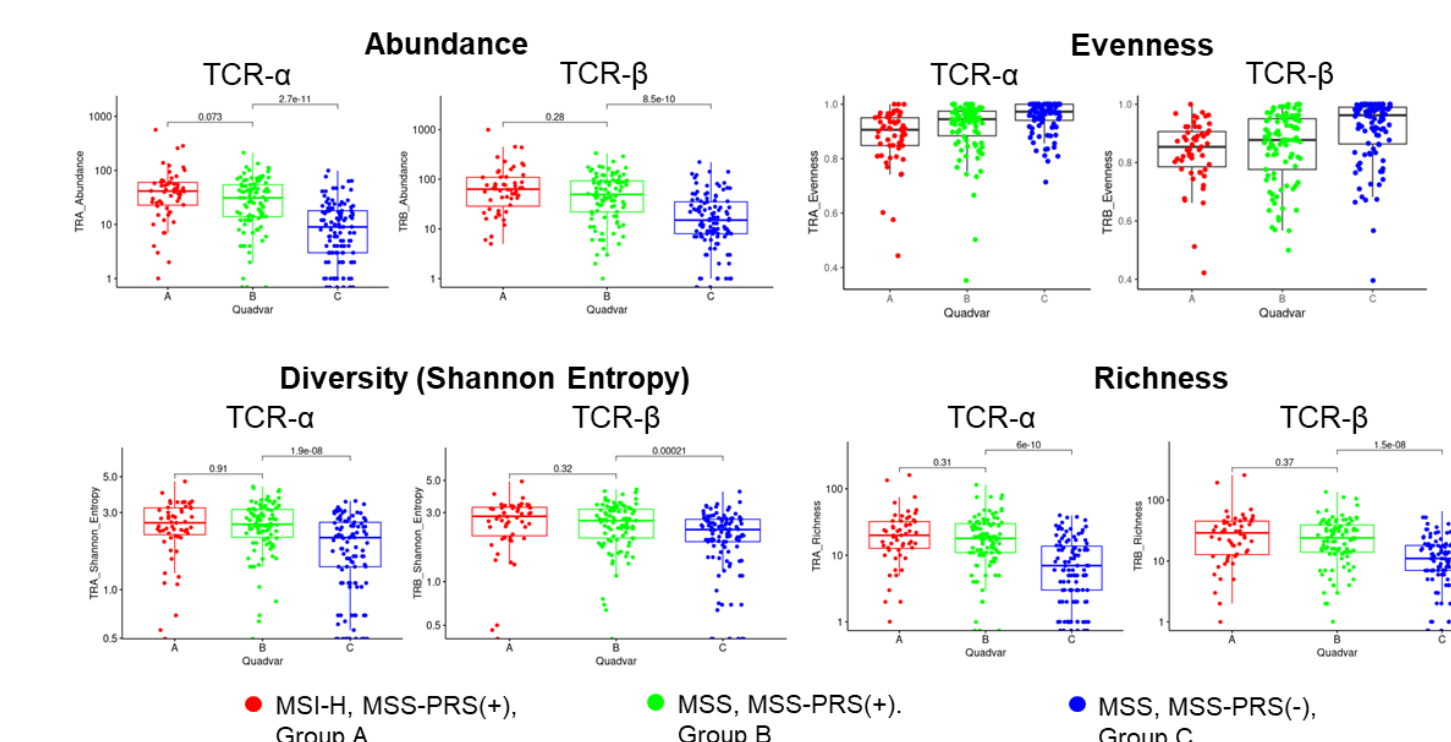 Abundance
TCR-α
TCR-β
2.7e-11
0.073
1000
100
10
1
TRA_Abundance
A
B
C
Quadvar
8.5e-10
0.28
1000
100
10
1
TRB_Abundance
A
B
C
Quadvar
Evenness
TCR-α
TCR-β
1.0
0.8
0.6
0.4
TRA_Evenness
A
B
C
Quadvar
1.0
0.8
0.6
0.4
TRB_Evenness
A
B
C
Quadvar
Diversity (Shannon Entropy)
TCR-α
TCR-β
1.9e-08
0.91
5.0
3.0
1.0
0.5
TRA_Shannon_Entropy
A
B
C
Quadvar
0.00021
0.32
5.0
3.0
1.0
0.5
TRB_Shannon_Entropy
A
B
C
Quadvar
Richness
TCR-α
TCR-β
6e-10
0.31
100
10
1
TRA_Richness
A
B
C
Quadvar
1.5e-08
0.37
100
10
1
TRB_Richness
A
B
C
Quadvar
MSI-H, MSS-PRS(+),
Group A
MSS, MSS-PRS(+).
Group B
MSS, MSS-PRS(-),
Group C